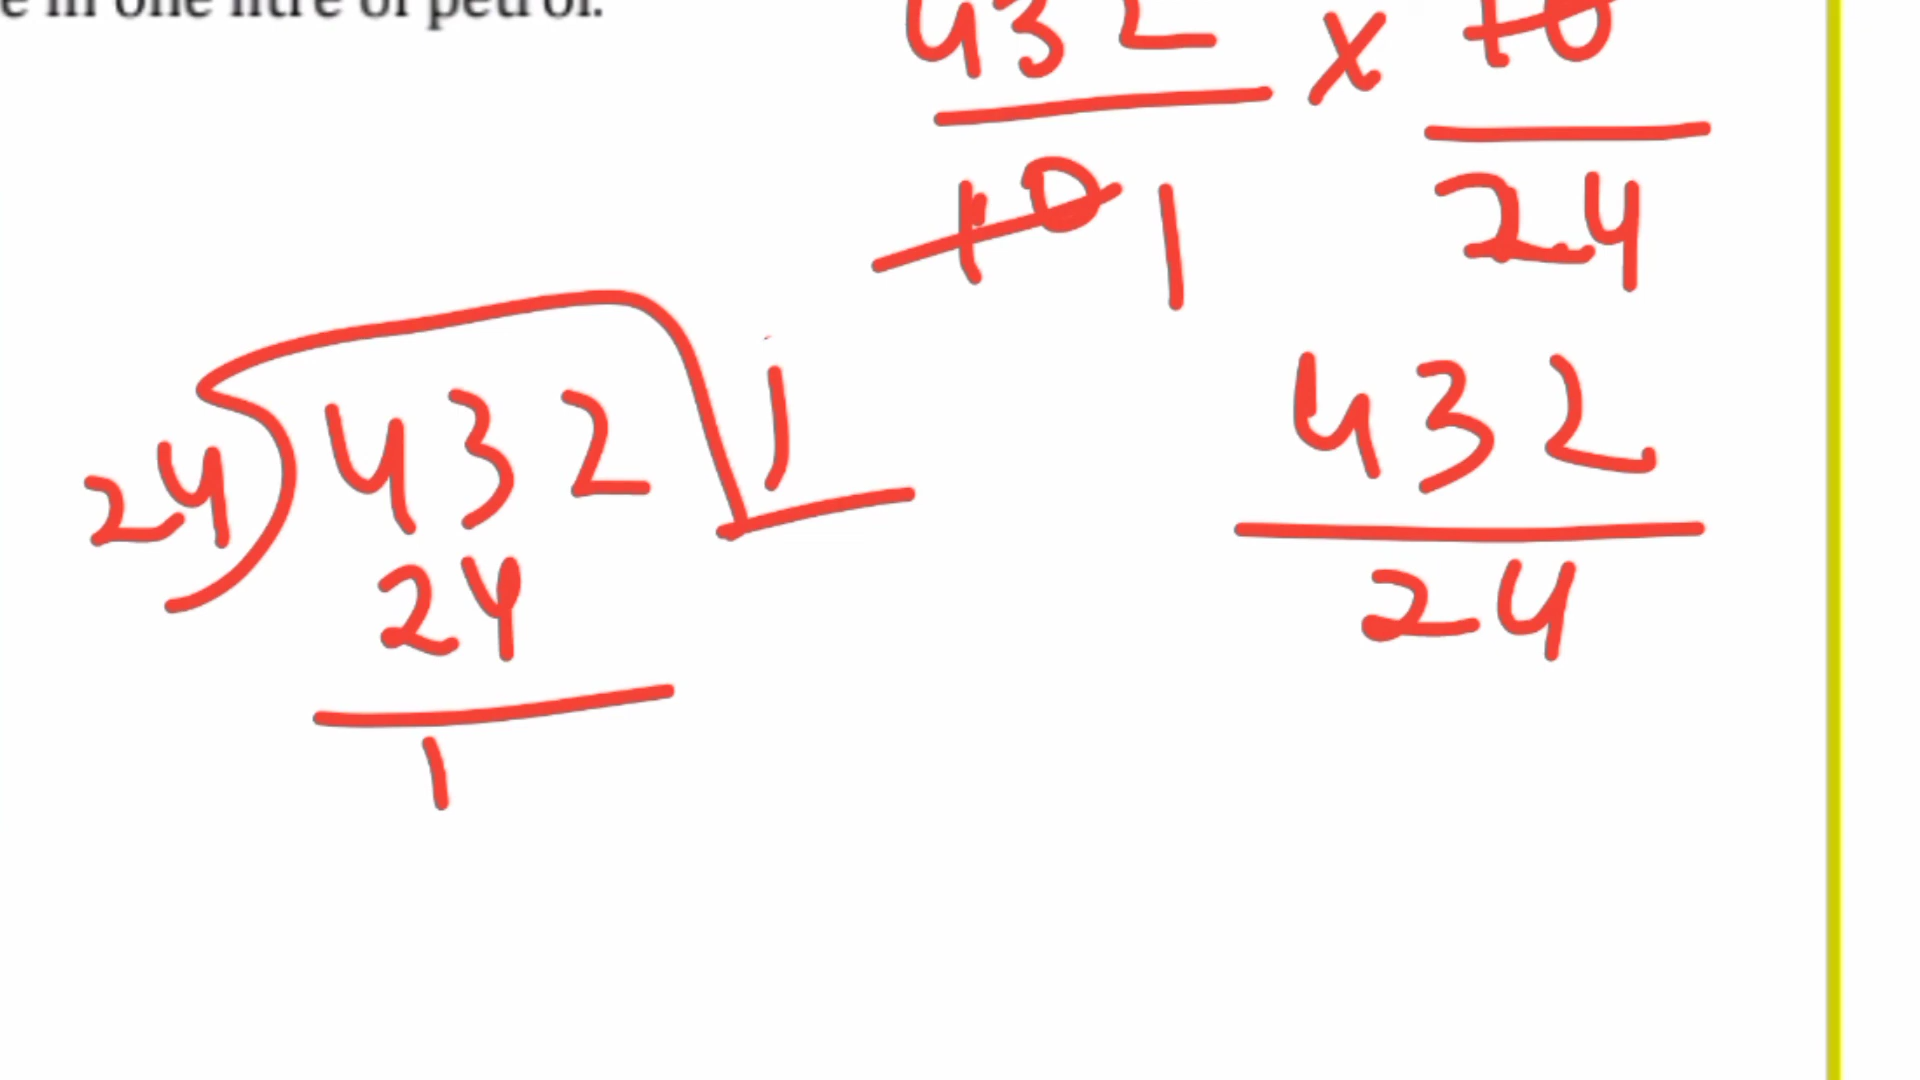 e in one litre of petrol.
432 × 10
10 1 24
24 432 1
24
1
432
24